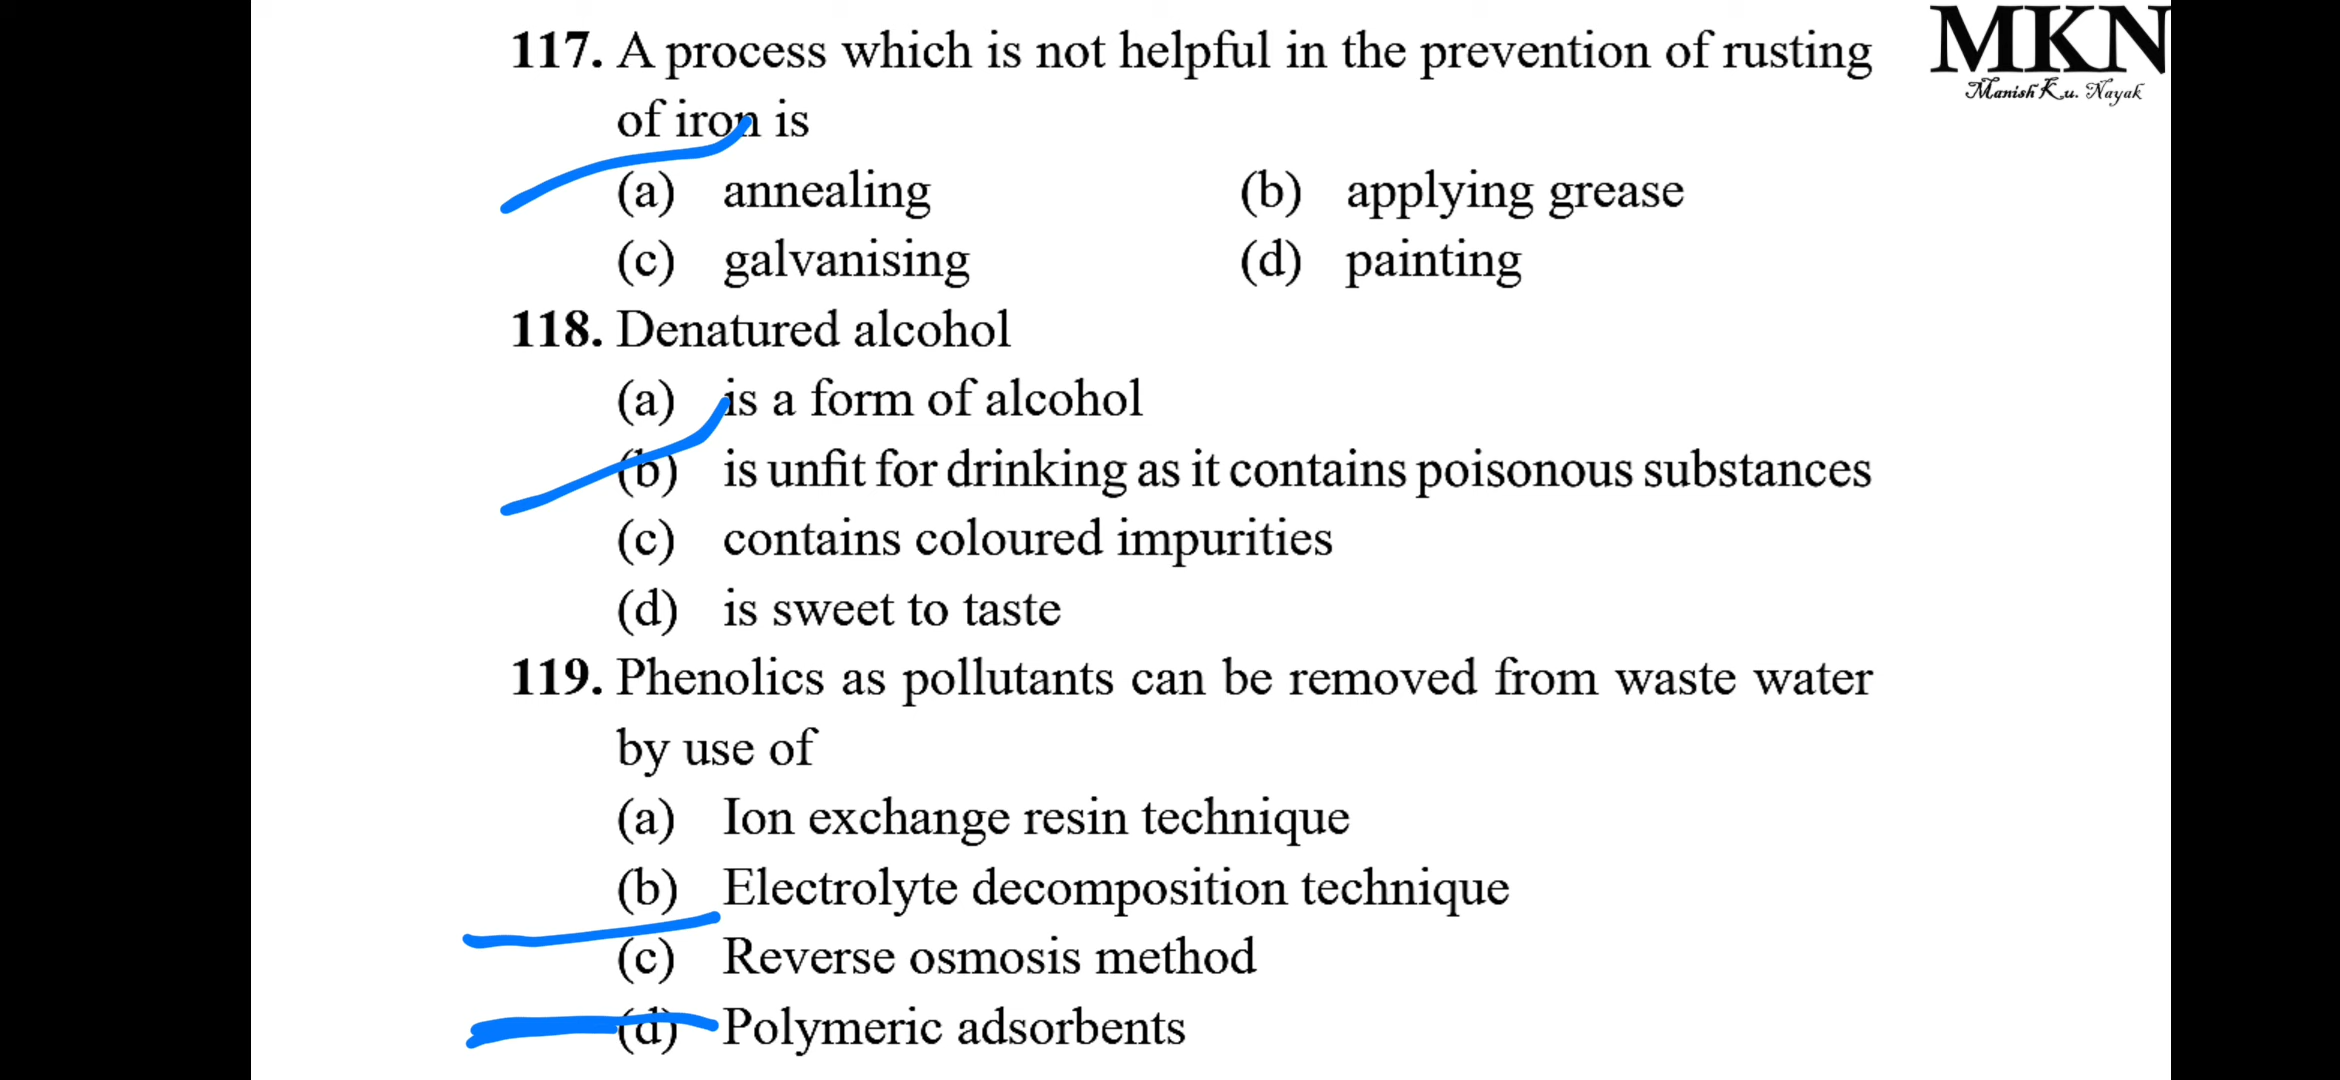 MKN
Manish Ku. Nayak
117. A process which is not helpful in the prevention of rusting
of iron is
(a) annealing (b) applying grease
(c) galvanising (d) painting
118. Denatured alcohol
(a) is a form of alcohol
(b) is unfit for drinking as it contains poisonous substances
(c) contains coloured impurities
(d) is sweet to taste
119. Phenolics as pollutants can be removed from waste water
by use of
(a) Ion exchange resin technique
(b) Electrolyte decomposition technique
(c) Reverse osmosis method
(d) Polymeric adsorbents